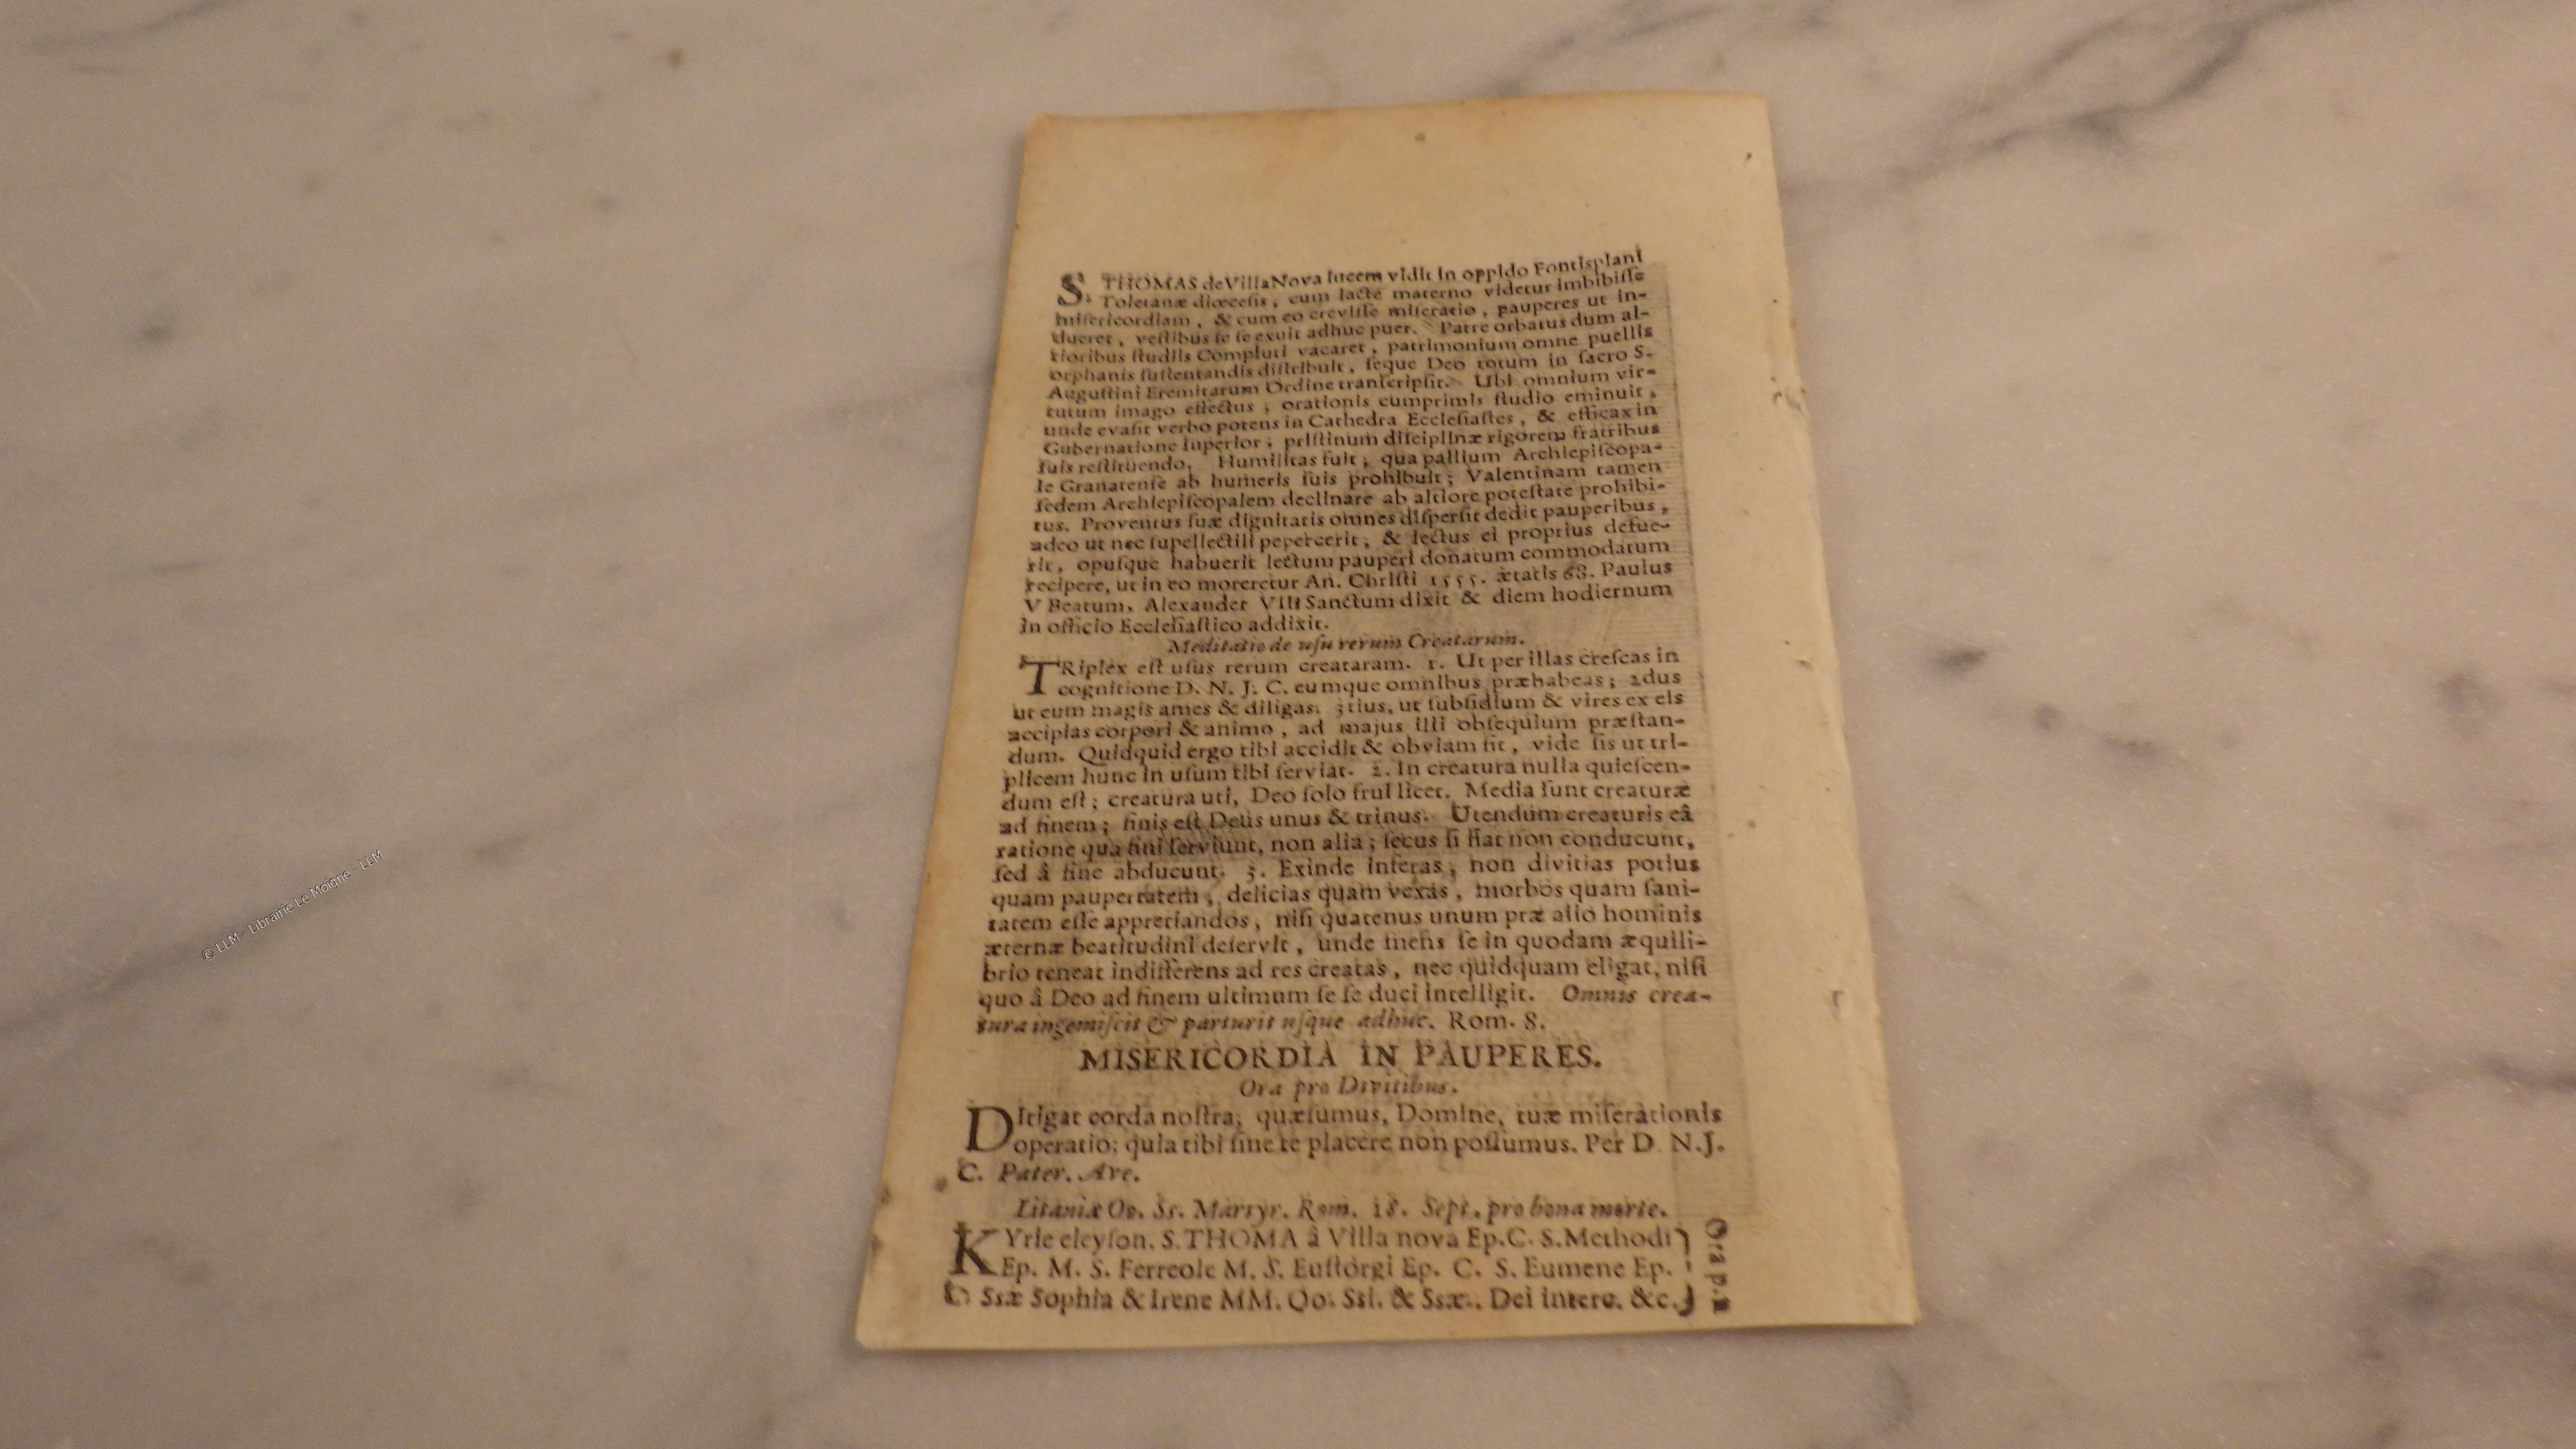 S. THOMAS de Villa Nova lucem vidit in oppido Fontisplani
Toletanæ diœcesis, cum lacte materno videtur imbibiſſe
miſericordiam, & cum eo creviſſe miſeratio, pauperes ut in-
dueret, veſtibus ſe ſe exuit adhuc puer. Patre orbatus dum al-
tioribus ſtudiis Compluti vacaret, patrimonium omne puellis
orphanis ſuſtentandis diſtribuit, ſeque Deo totum in ſacro S.
Auguſtini Eremitarum Ordine tranſcripſit. Ubi omnium vir-
tutum imago effectus, orationis cumprimis ſtudio eminuit,
unde evaſit verbo potens in Cathedra Eccleſiaſtes, & efficax in
Gubernatione ſuperior, priſtinum diſciplinæ rigorem fratribus
ſuis reſtituendo. Humilitas fuit, qua pallium Archiepiſcopa-
le Granatenſe ab humeris ſuis prohibuit; Valentinam tamen
ſedem Archiepiſcopalem declinare ab altiore poteſtate prohibi-
tus. Proventus ſuæ dignitatis omnes diſperſit dedit pauperibus,
adeo ut nec ſupellectili pepercerit, & lectus ei proprius defue-
rit, opuſque habuerit lectum pauperi donatum commodatum
recipere, ut in eo moreretur An. Chriſti 1555. ætatis 68. Paulus
V Beatum, Alexander VIII Sanctum dixit & diem hodiernum
in officio Eccleſiaſtico addixit.
Meditatio de uſu rerum Creatarum.
TRiplex eſt uſus rerum creataram. 1. Ut per illas creſcas in
cognitione D. N. J. C. eumque omnibus præhabeas; 2dus
ut eum magis ames & diligas. 3tius, ut ſubſidium & vires ex eis
accipias corpori & animo, ad majus illi obſequium præſtan-
dum. Quidquid ergo tibi accidit & obviam fit, vide ſis ut tri-
plicem hunc in uſum tibi ſerviat. 2. In creatura nulla quieſcen-
dum eſt; creatura uti, Deo ſolo frui licet. Media ſunt creaturæ
ad finem; finis eſt Deus unus & trinus. Utendum creaturis eâ
ratione qua fini ſerviunt, non alia; ſecus ſi fiat non conducunt,
ſed â fine abducunt. 3. Exinde inferas, non divitias potius
quam paupertatem, delicias quam vexas, morbos quam ſani-
tatem eſſe appretiandos, niſi quatenus unum præ alio hominis
æternæ beatitudini deſervit, unde mens ſe in quodam æquili-
brio teneat indifferens ad res creatas, nec quidquam eligat, niſi
quo â Deo ad finem ultimum ſe ſe duci intelligit. Omnis crea-
tura ingemiſcit & parturit uſque adhuc. Rom. 8.
MISERICORDIA IN PAUPERES.
Ora pro Divitibus.
DIrigat corda noſtra, quæſumus, Domine, tuæ miſerationis
operatio; quia tibi ſine te placere non poſſumus. Per D. N.J.
C. Pater. Ave.
Litaniæ Oo. Ss. Martyr. Rom. 18. Sept. pro bona morte.
KYrie eleyſon. S. THOMA â Villa nova Ep. C. S. Methodi
Ep. M. S. Ferreole M. S. Euſtorgi Ep. C. S. Eumene Ep.
C. Ssæ Sophia & Irene MM. Oo. Ssi. & Ssæ. Dei interc. &c.
Ora p.n
© LLM - Librairie Le Moigne - LLM